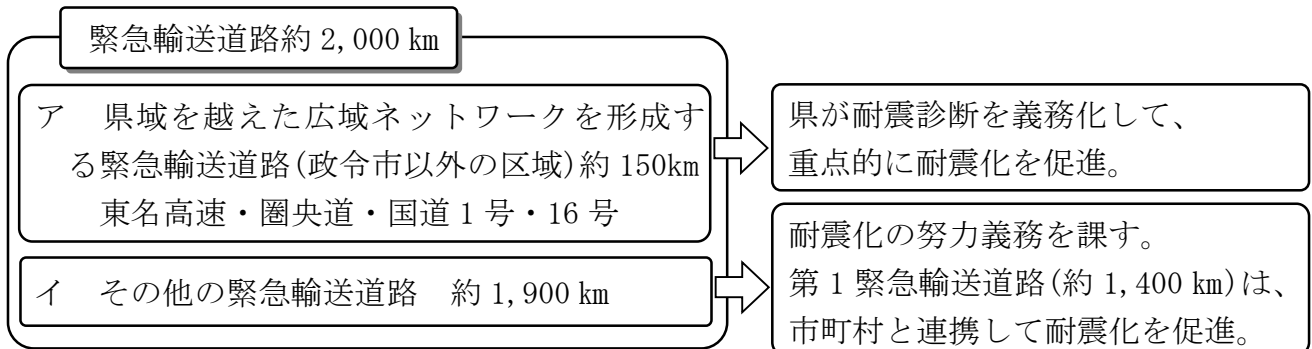 緊急輸送道路約 2,000 km
ア 県域を越えた広域ネットワークを形成す
る緊急輸送道路(政令市以外の区域)約 150km
東名高速・圏央道・国道 1 号・16 号
県が耐震診断を義務化して、
重点的に耐震化を促進。
イ その他の緊急輸送道路 約 1,900 km
耐震化の努力義務を課す。
第 1 緊急輸送道路(約 1,400 km)は、
市町村と連携して耐震化を促進。